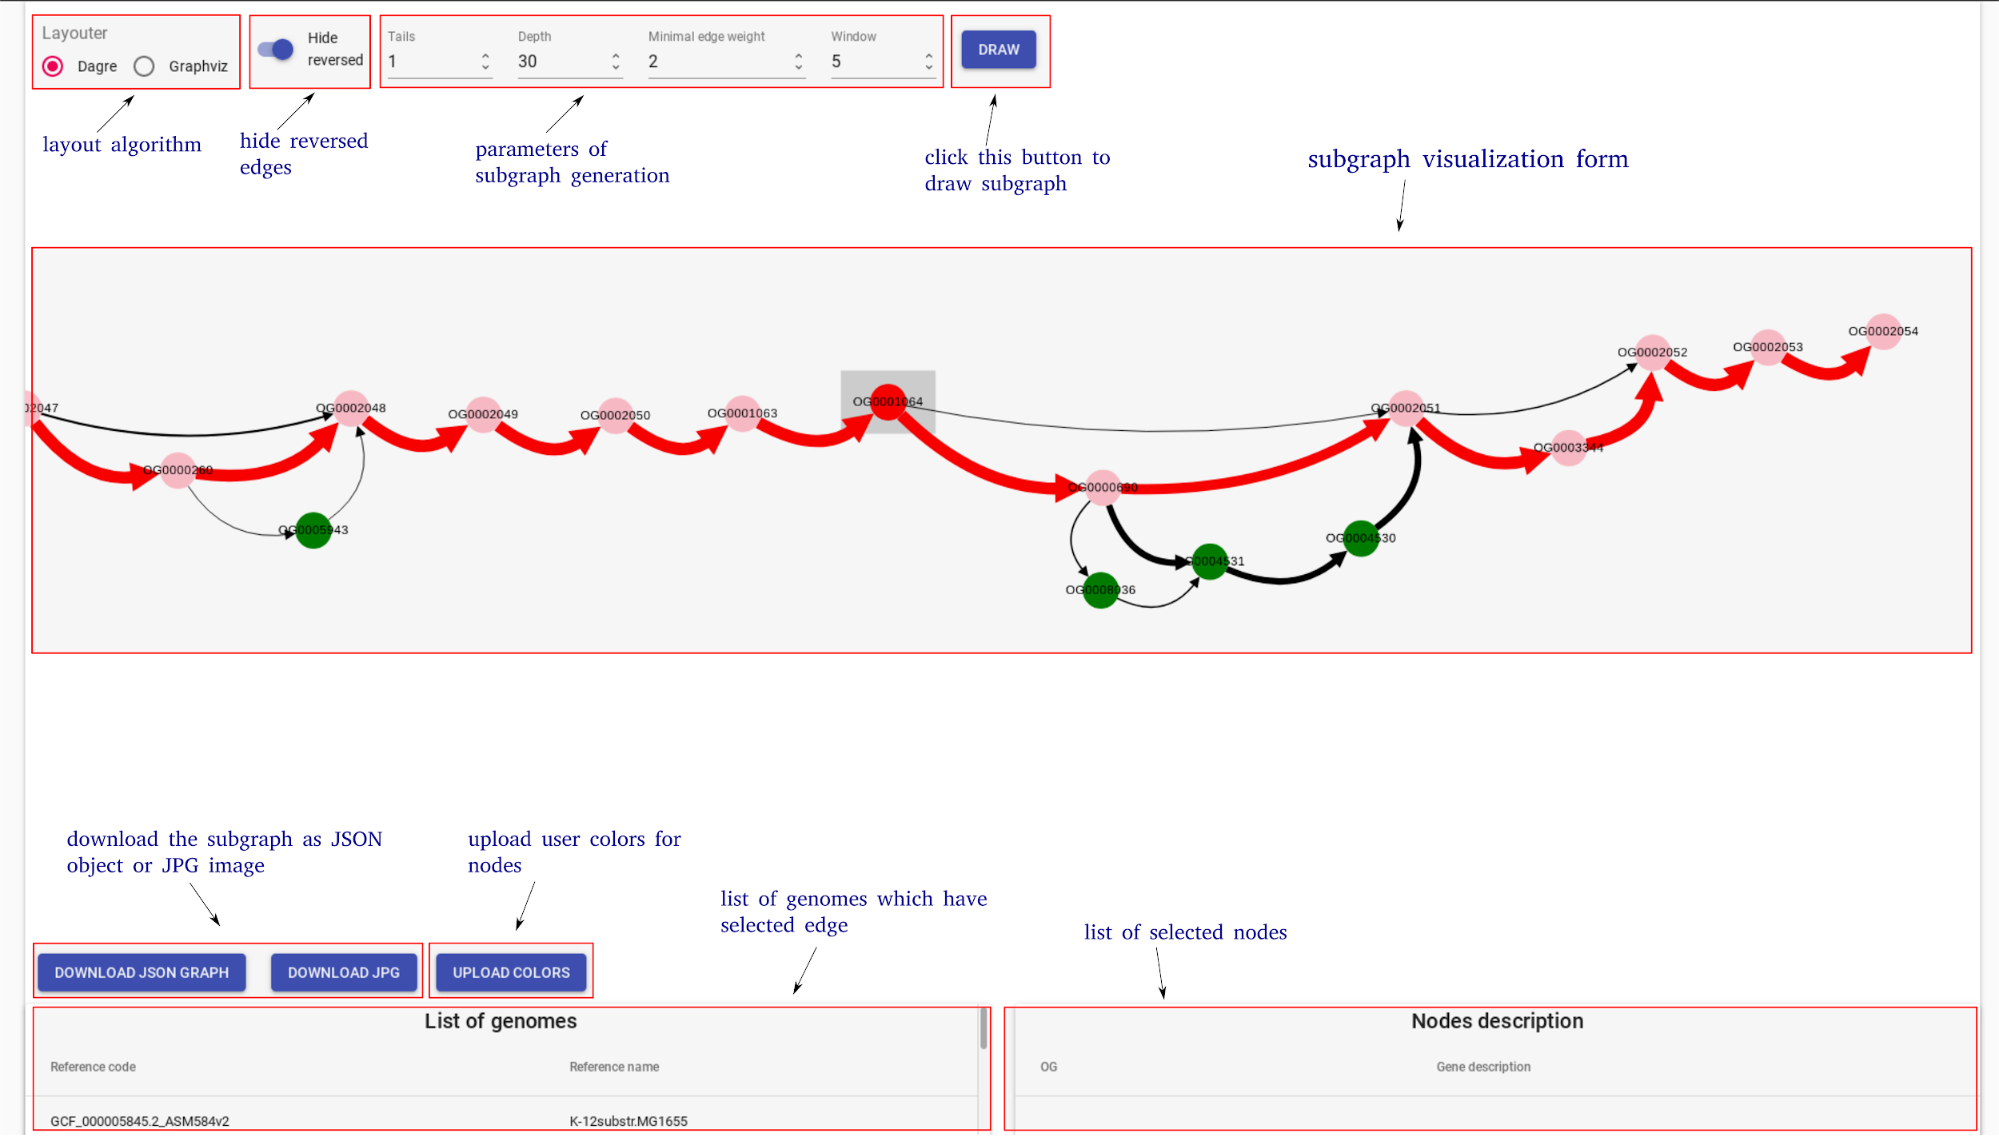 Layouter
Dagre
Graphviz
Hide
reversed
Tails
1
Depth
30
Minimal edge weight
2
Window
5
DRAW
layout algorithm
hide reversed
edges
parameters of
subgraph generation
click this button to
draw subgraph
subgraph visualization form
02047
OG0000260
OG0005943
OG0002048
OG0002049
OG0002050
OG0001063
OG0001064
OG0000690
OG0008036
OG0004531
OG0004530
OG0002051
OG0003344
OG0002052
OG0002053
OG0002054
download the subgraph as JSON
object or JPG image
upload user colors for
nodes
list of genomes which have
selected edge
list of selected nodes
DOWNLOAD JSON GRAPH
DOWNLOAD JPG
UPLOAD COLORS
List of genomes
Reference code
Reference name
GCF_000005845.2_ASM584v2
K-12substr.MG1655
Nodes description
OG
Gene description